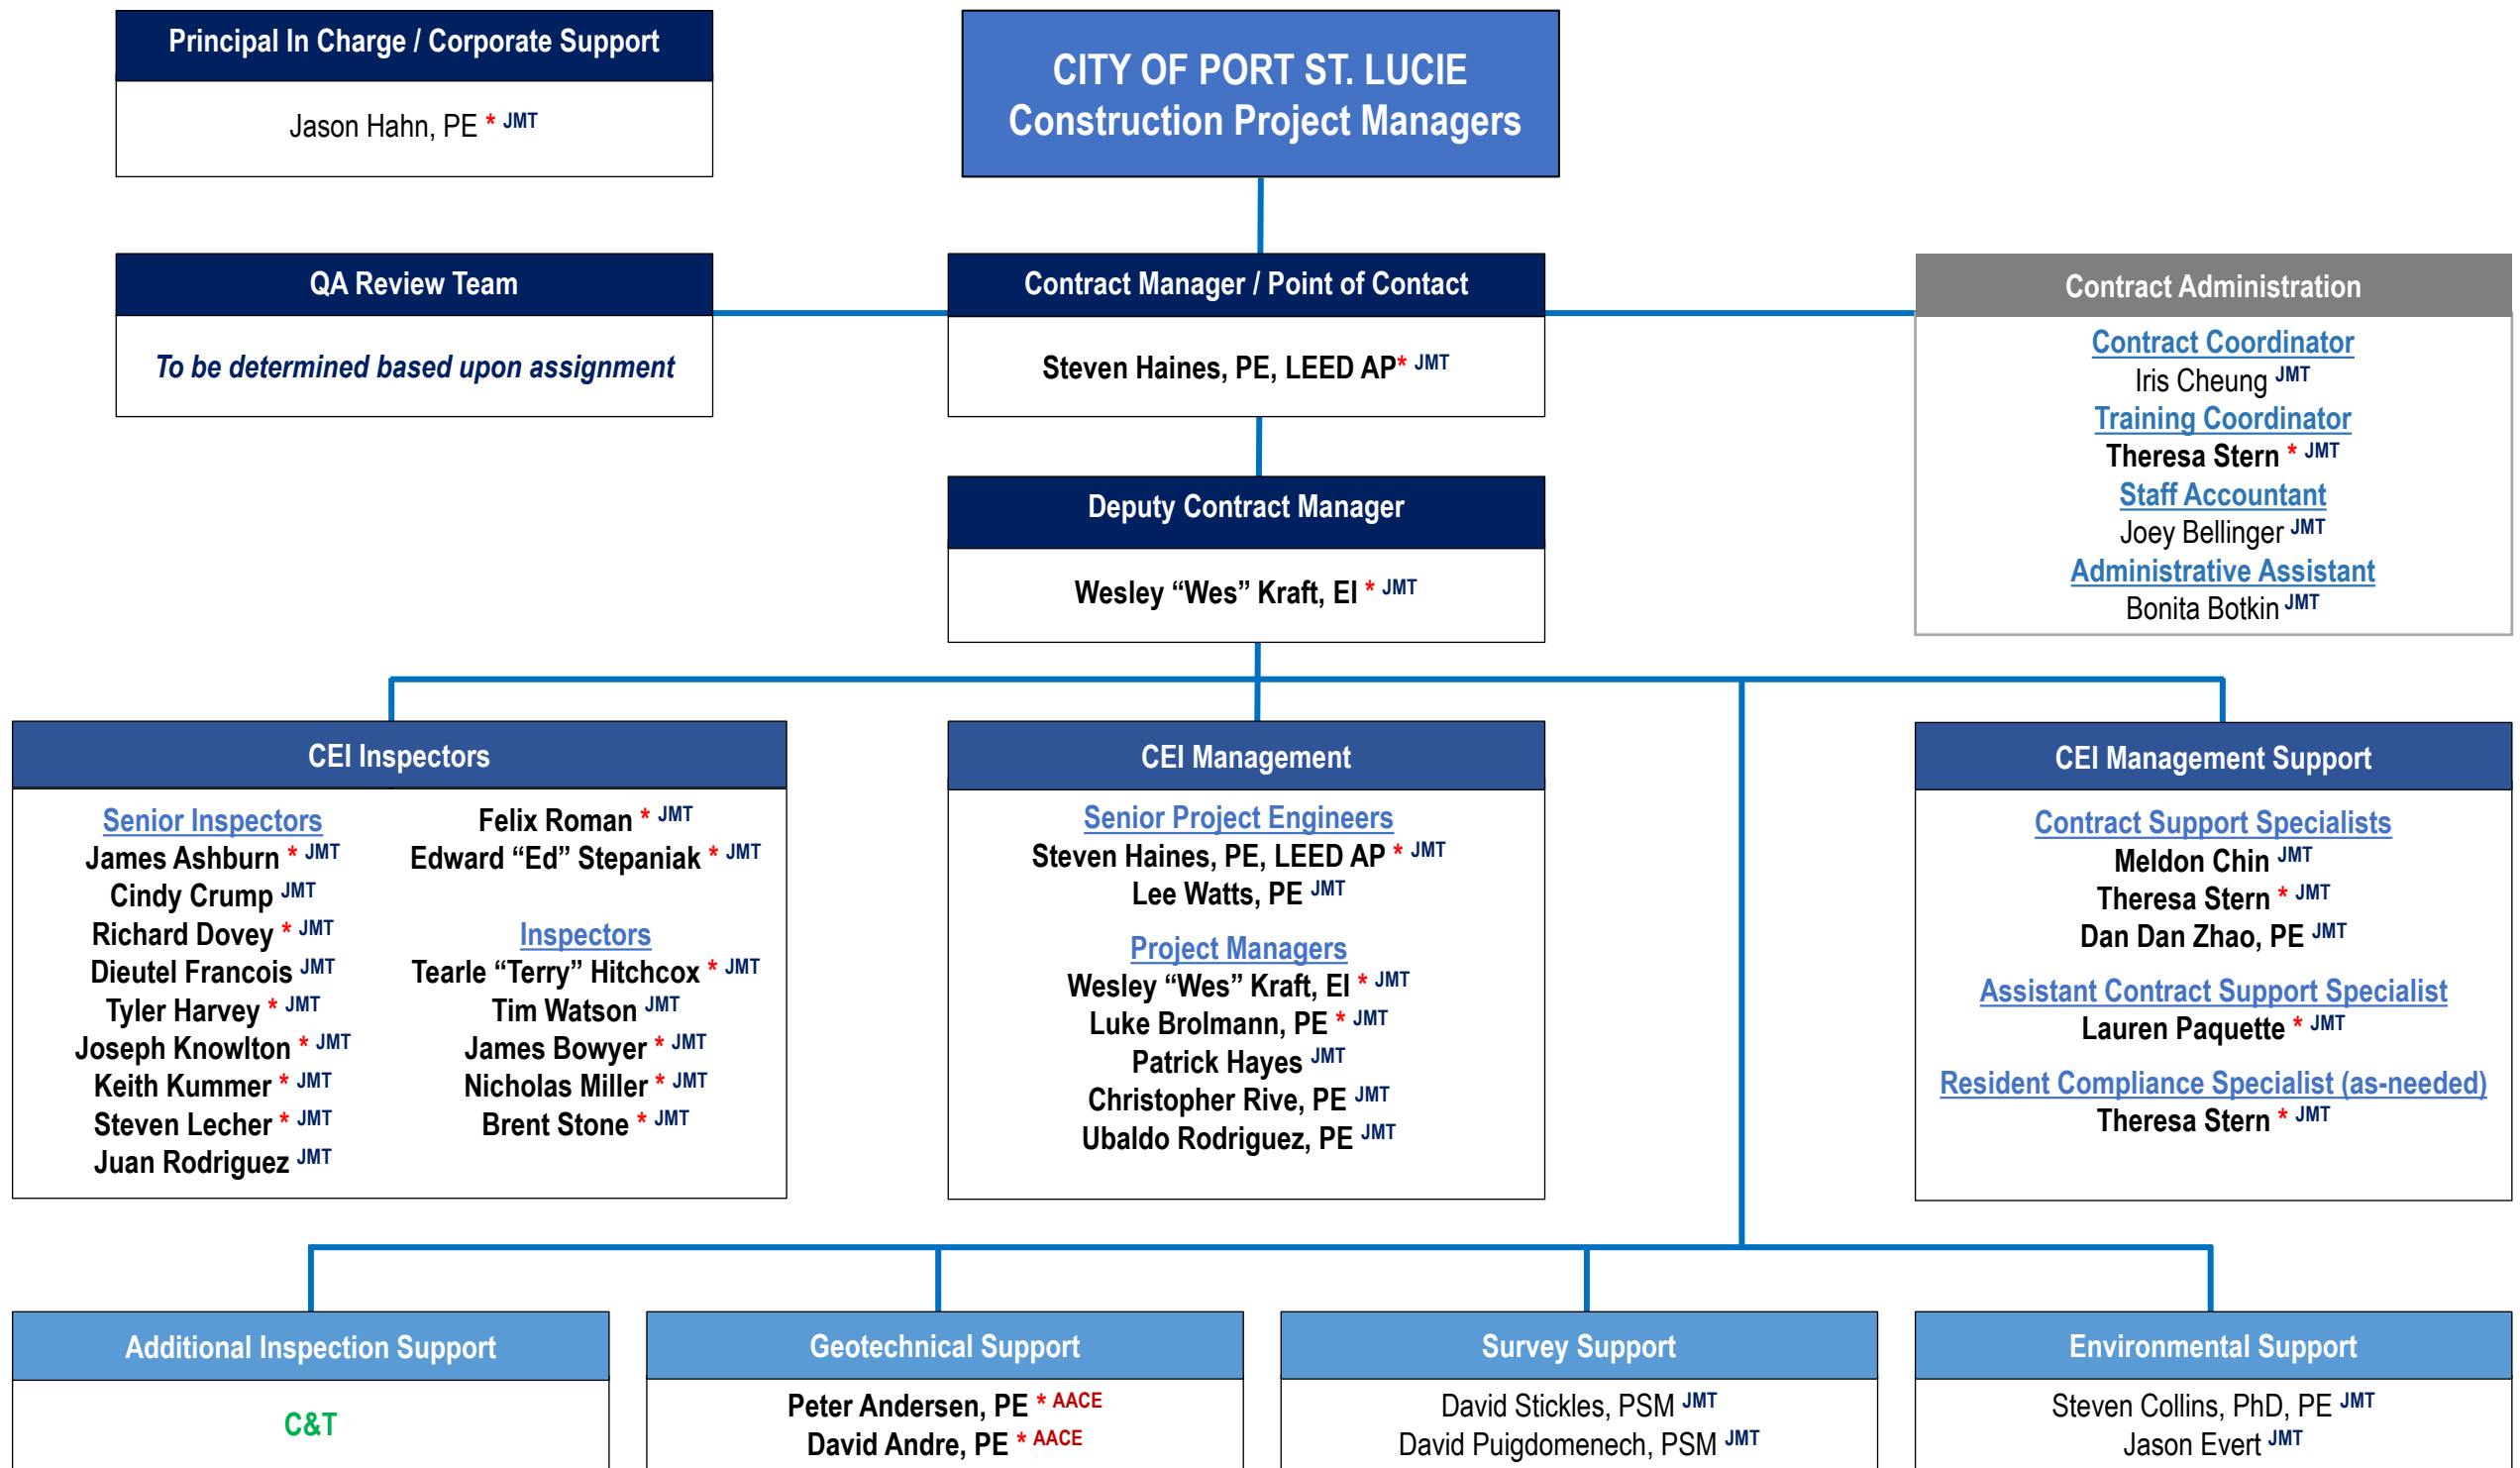 Principal In Charge / Corporate Support
Jason Hahn, PE * JMT
CITY OF PORT ST. LUCIE
Construction Project Managers
QA Review Team
To be determined based upon assignment
Contract Manager / Point of Contact
Steven Haines, PE, LEED AP* JMT
Contract Administration
Contract Coordinator
Iris Cheung JMT
Training Coordinator
Theresa Stern * JMT
Staff Accountant
Joey Bellinger JMT
Administrative Assistant
Bonita Botkin JMT
Deputy Contract Manager
Wesley “Wes” Kraft, EI * JMT
CEI Inspectors
Senior Inspectors
James Ashburn * JMT
Cindy Crump JMT
Richard Dovey * JMT
Dieutel Francois JMT
Tyler Harvey * JMT
Joseph Knowlton * JMT
Keith Kummer * JMT
Steven Lecher * JMT
Juan Rodriguez JMT
Felix Roman * JMT
Edward “Ed” Stepaniak * JMT
Inspectors
Tearle “Terry” Hitchcox * JMT
Tim Watson JMT
James Bowyer * JMT
Nicholas Miller * JMT
Brent Stone * JMT
CEI Management
Senior Project Engineers
Steven Haines, PE, LEED AP * JMT
Lee Watts, PE JMT
Project Managers
Wesley “Wes” Kraft, EI * JMT
Luke Brolmann, PE * JMT
Patrick Hayes JMT
Christopher Rive, PE JMT
Ubaldo Rodriguez, PE JMT
CEI Management Support
Contract Support Specialists
Meldon Chin JMT
Theresa Stern * JMT
Dan Dan Zhao, PE JMT
Assistant Contract Support Specialist
Lauren Paquette * JMT
Resident Compliance Specialist (as-needed)
Theresa Stern * JMT
Additional Inspection Support
C&T
Geotechnical Support
Peter Andersen, PE * AACE
David Andre, PE * AACE
Survey Support
David Stickles, PSM JMT
David Puigdomenech, PSM JMT
Environmental Support
Steven Collins, PhD, PE JMT
Jason Evert JMT